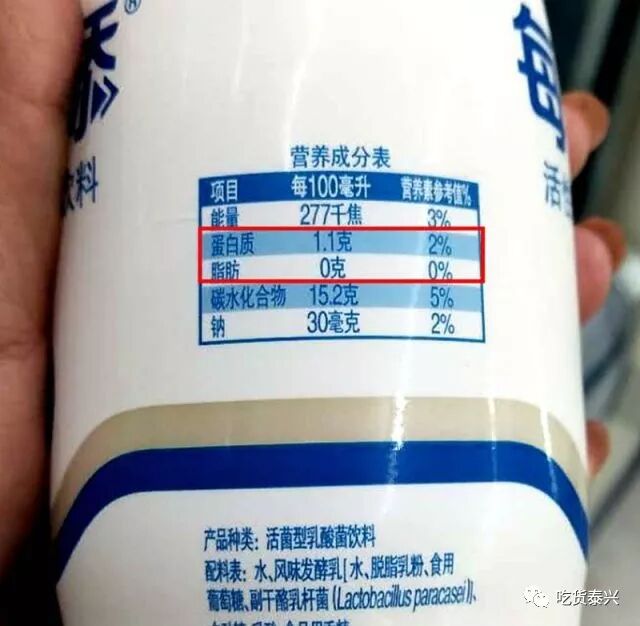 ®
饮料
每
活性
营养成分表
项目 每100毫升 营养素参考值%
能量 277千焦 3%
蛋白质 1.1克 2%
脂肪 0克 0%
碳水化合物 15.2克 5%
钠 30毫克 2%
产品种类：活菌型乳酸菌饮料
配料表：水、风味发酵乳[水、脱脂乳粉、食用
葡萄糖、副干酪乳杆菌(Lactobacillus paracasei)]、
吃货泰兴